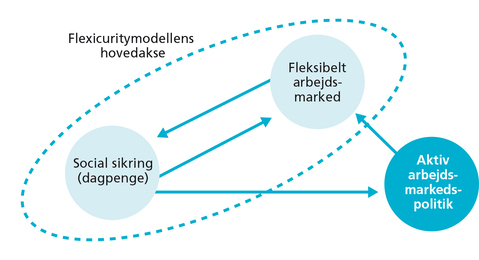 Flexicuritymodellens
hovedakse
Fleksibelt
arbejds-
marked
Social sikring
(dagpenge)
Aktiv
arbejds-
markeds-
politik